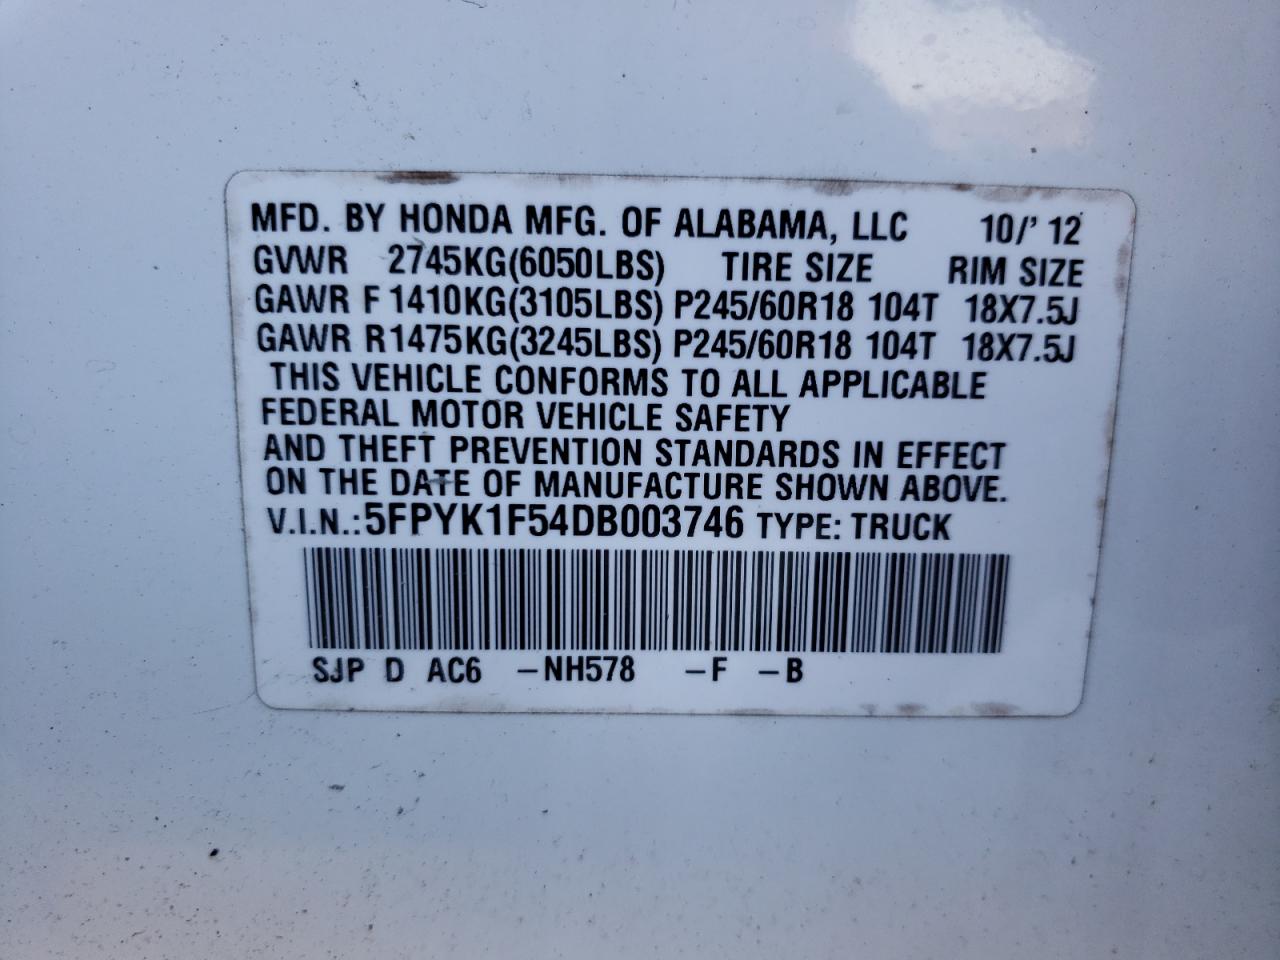 MFD. BY HONDA MFG. OF ALABAMA, LLC 10/' 12
GVWR 2745KG(6050LBS) TIRE SIZE RIM SIZE
GAWR F 1410KG(3105LBS) P245/60R18 104T 18X7.5J
GAWR R1475KG(3245LBS) P245/60R18 104T 18X7.5J
THIS VEHICLE CONFORMS TO ALL APPLICABLE
FEDERAL MOTOR VEHICLE SAFETY
AND THEFT PREVENTION STANDARDS IN EFFECT
ON THE DATE OF MANUFACTURE SHOWN ABOVE.
V.I.N.:5FPYK1F54DB003746 TYPE: TRUCK
SJP D AC6 –NH578 –F –B